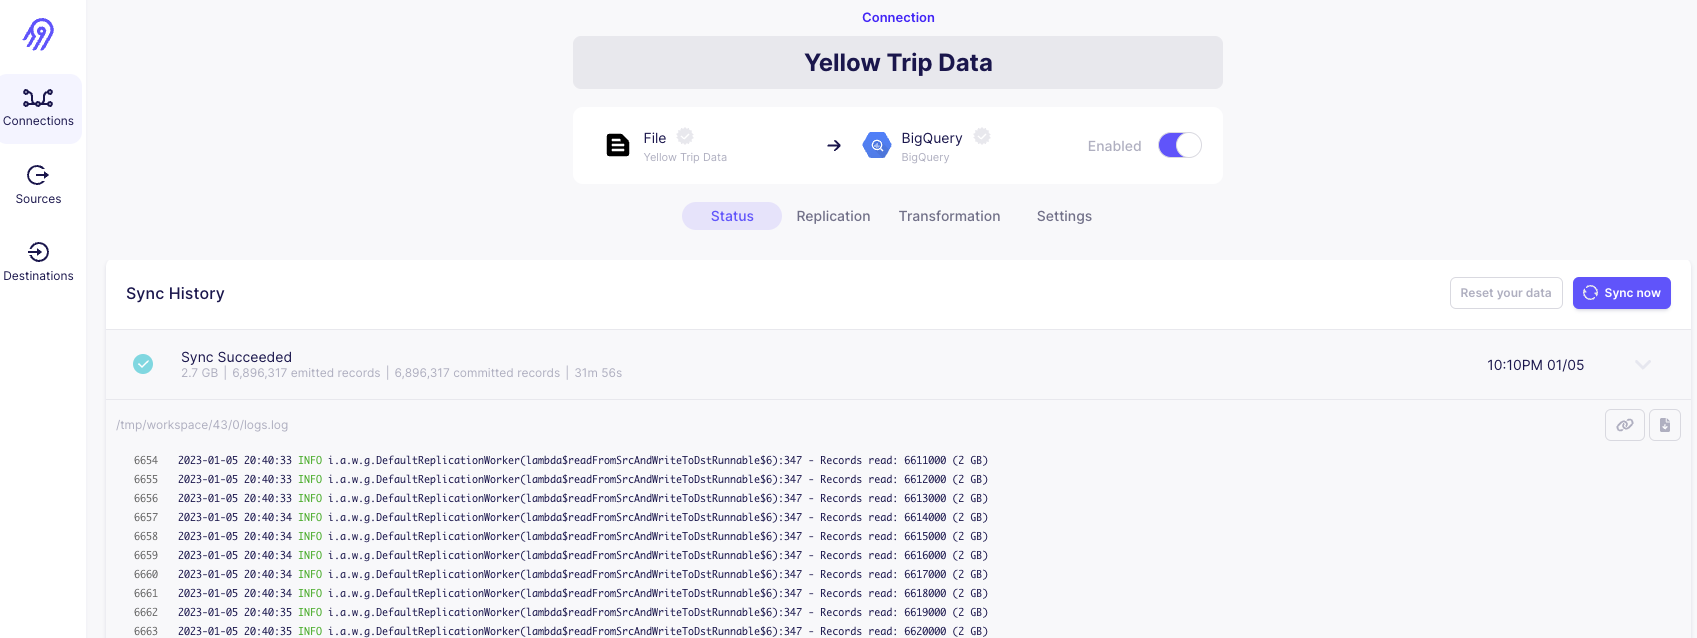 Connection
Yellow Trip Data
File
Yellow Trip Data
BigQuery
BigQuery
Enabled
Connections
Sources
Destinations
Status Replication Transformation Settings
Sync History
Reset your data
Sync now
Sync Succeeded
2.7 GB | 6,896,317 emitted records | 6,896,317 committed records | 31m 56s
10:10PM 01/05
/tmp/workspace/43/0/logs.log
6654 2023-01-05 20:40:33 INFO i.a.w.g.DefaultReplicationWorker(lambda$readFromSrcAndWriteToDstRunnable$6):347 - Records read: 6611000 (2 GB)
6655 2023-01-05 20:40:33 INFO i.a.w.g.DefaultReplicationWorker(lambda$readFromSrcAndWriteToDstRunnable$6):347 - Records read: 6612000 (2 GB)
6656 2023-01-05 20:40:33 INFO i.a.w.g.DefaultReplicationWorker(lambda$readFromSrcAndWriteToDstRunnable$6):347 - Records read: 6613000 (2 GB)
6657 2023-01-05 20:40:34 INFO i.a.w.g.DefaultReplicationWorker(lambda$readFromSrcAndWriteToDstRunnable$6):347 - Records read: 6614000 (2 GB)
6658 2023-01-05 20:40:34 INFO i.a.w.g.DefaultReplicationWorker(lambda$readFromSrcAndWriteToDstRunnable$6):347 - Records read: 6615000 (2 GB)
6659 2023-01-05 20:40:34 INFO i.a.w.g.DefaultReplicationWorker(lambda$readFromSrcAndWriteToDstRunnable$6):347 - Records read: 6616000 (2 GB)
6660 2023-01-05 20:40:34 INFO i.a.w.g.DefaultReplicationWorker(lambda$readFromSrcAndWriteToDstRunnable$6):347 - Records read: 6617000 (2 GB)
6661 2023-01-05 20:40:34 INFO i.a.w.g.DefaultReplicationWorker(lambda$readFromSrcAndWriteToDstRunnable$6):347 - Records read: 6618000 (2 GB)
6662 2023-01-05 20:40:35 INFO i.a.w.g.DefaultReplicationWorker(lambda$readFromSrcAndWriteToDstRunnable$6):347 - Records read: 6619000 (2 GB)
6663 2023-01-05 20:40:35 INFO i.a.w.g.DefaultReplicationWorker(lambda$readFromSrcAndWriteToDstRunnable$6):347 - Records read: 6620000 (2 GB)